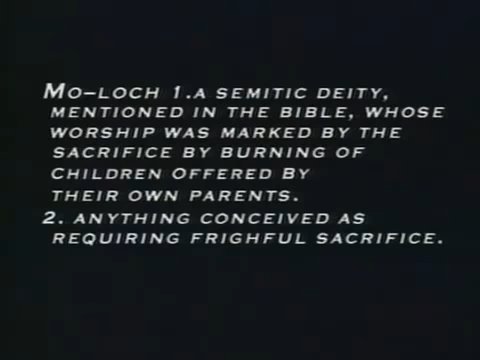 MO–LOCH 1.A SEMITIC DEITY,
MENTIONED IN THE BIBLE, WHOSE
WORSHIP WAS MARKED BY THE
SACRIFICE BY BURNING OF
CHILDREN OFFERED BY
THEIR OWN PARENTS.
2. ANYTHING CONCEIVED AS
REQUIRING FRIGHFUL SACRIFICE.